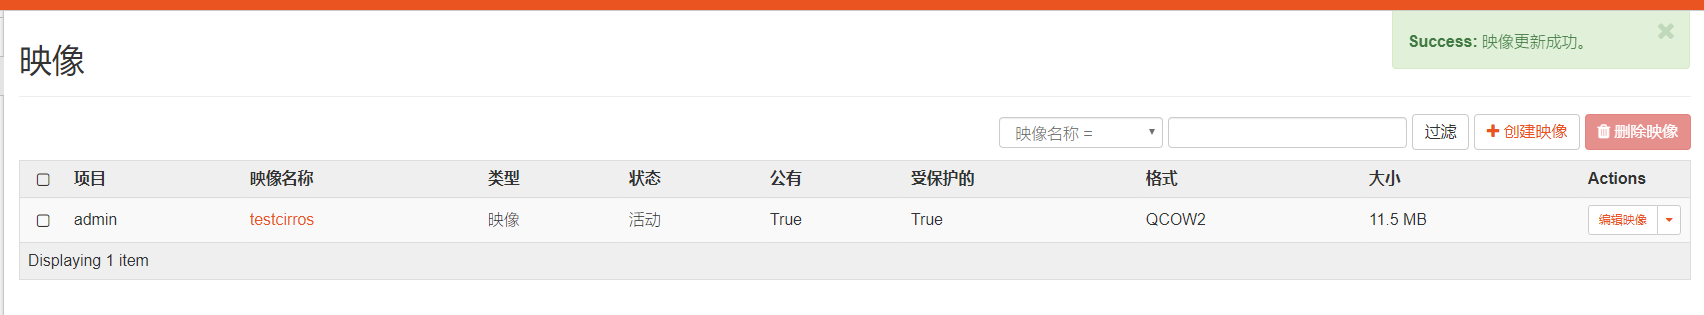 Success: 映像更新成功。
映像
映像名称 = 过滤 创建映像 删除映像
项目 映像名称 类型 状态 公有 受保护的 格式 大小 Actions
admin testcirros 映像 活动 True True QCOW2 11.5 MB 编辑映像
Displaying 1 item